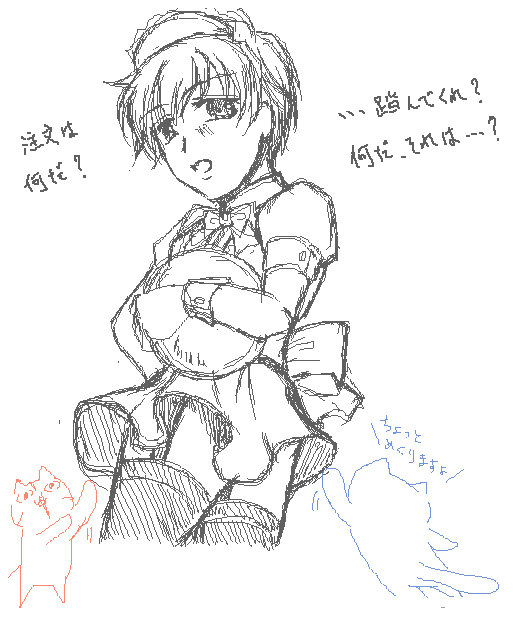 注文は
何だ?
…踏んでくれ?
何だ、それは…?
ちょっと
めくりますよ